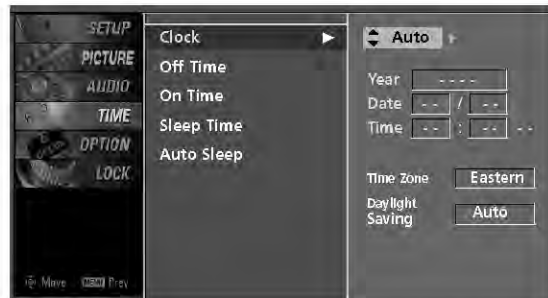 SETUP
PICTURE
AUDIO
TIME
OPTION
LOCK
Move MENU Prev
Clock
Off Time
On Time
Sleep Time
Auto Sleep
Auto
Year - - - -
Date - - / - -
Time - - : - - - -
Time Zone Eastern
Daylight
Saving Auto